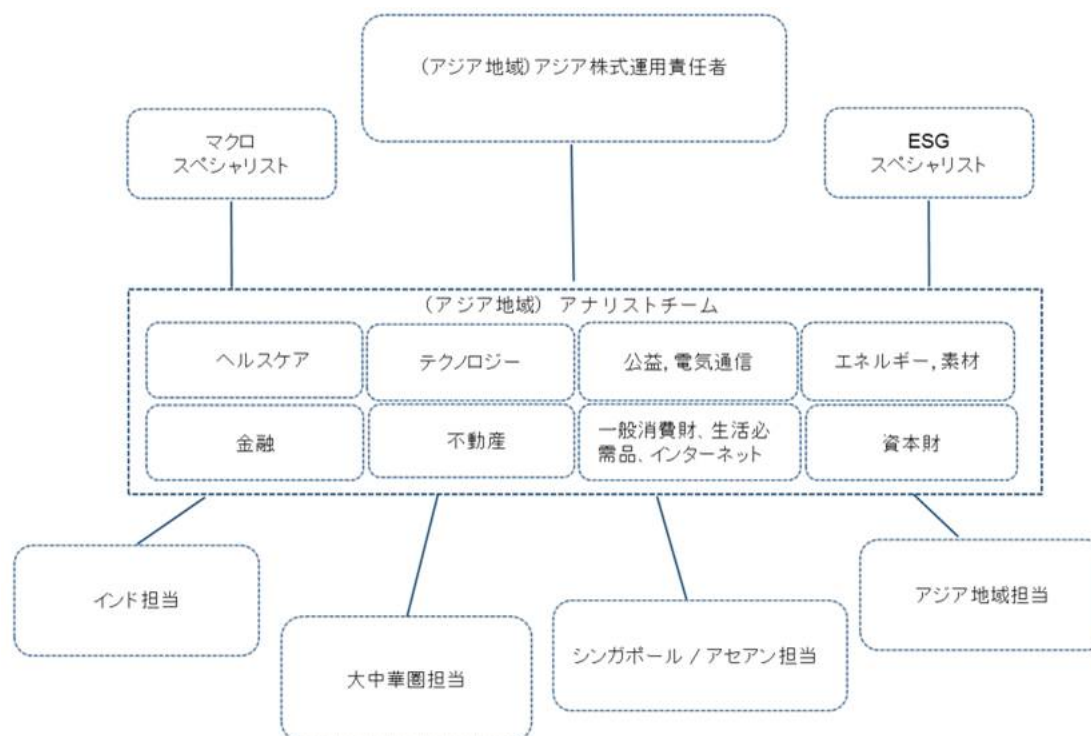 (アジア地域)アジア株式運用責任者
マクロ
スペシャリスト
ESG
スペシャリスト
(アジア地域) アナリストチーム
ヘルスケア
テクノロジー
公益,電気通信
エネルギー,素材
金融
不動産
一般消費財、生活必
需品、インターネット
資本財
インド担当
大中華圏担当
シンガポール / アセアン担当
アジア地域担当